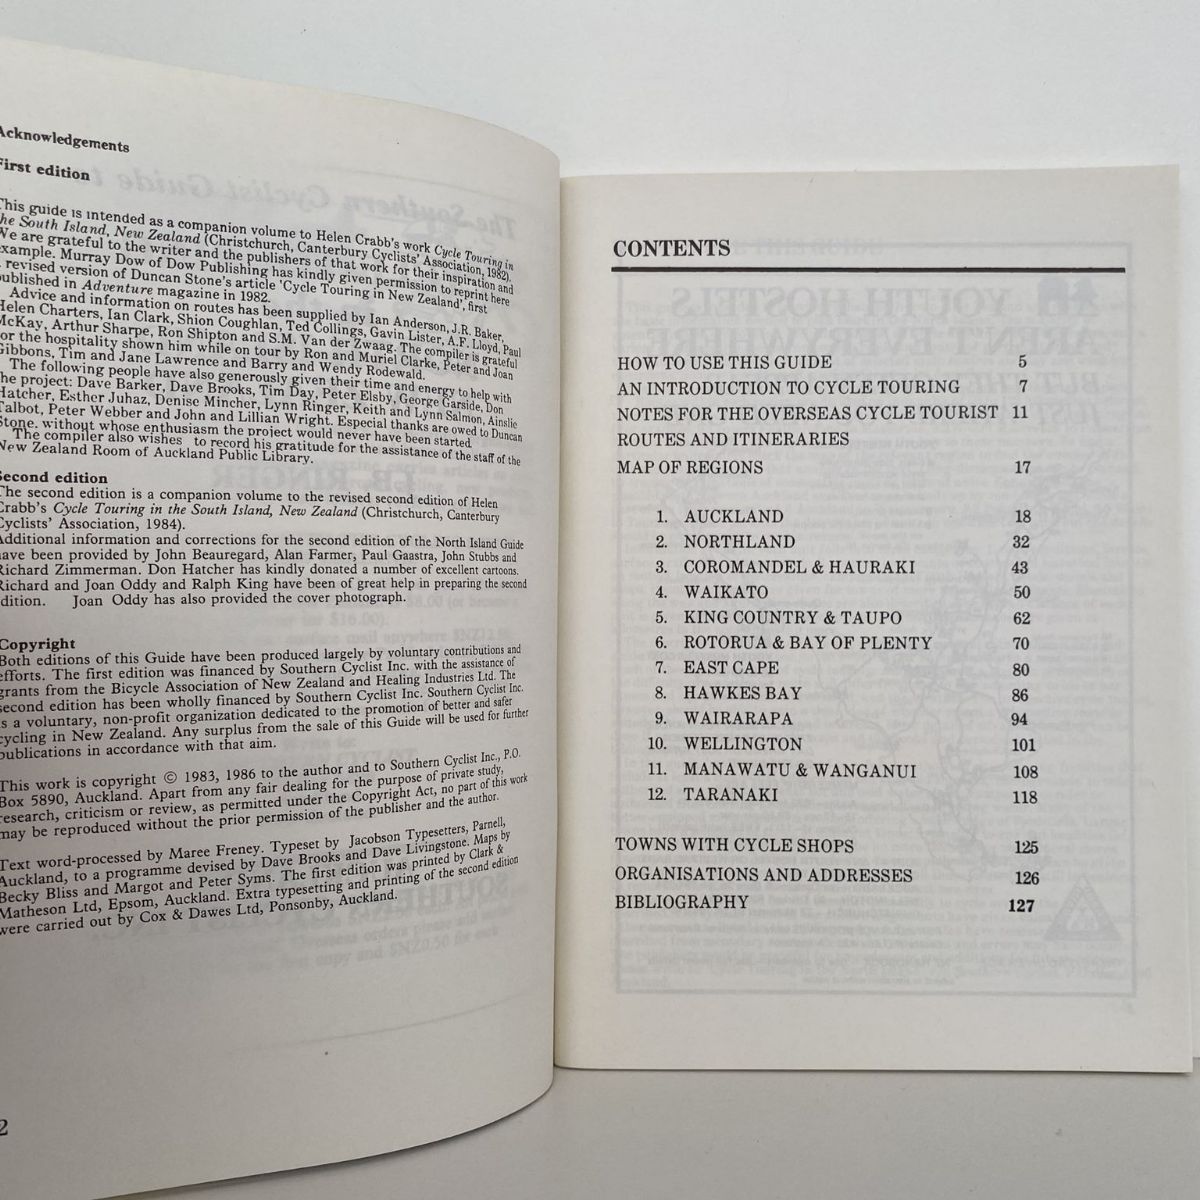 Acknowledgements
First edition
This guide is intended as a companion volume to Helen Crabb's work Cycle Touring in
the South Island, New Zealand (Christchurch, Canterbury Cyclists' Association, 1982).
We are grateful to the writer and the publishers of that work for their inspiration and
example. Murray Dow of Dow Publishing has kindly given permission to reprint here
revised version of Duncan Stone's article 'Cycle Touring in New Zealand', first
published in Adventure magazine in 1982.
Advice and information on routes has been supplied by Ian Anderson, J.R. Baker,
Helen Charters, Ian Clark, Shion Coughlan, Ted Collings, Gavin Lister, A.F. Lloyd, Paul
McKay, Arthur Sharpe, Ron Shipton and S.M. Van der Zwaag. The compiler is grateful
for the hospitality shown him while on tour by Ron and Muriel Clarke, Peter and Joan
Gibbons, Tim and Jane Lawrence and Barry and Wendy Rodewald.
The following people have also generously given their time and energy to help with
the project: Dave Barker, Dave Brooks, Tim Day, Peter Elsby, George Garside, Don
Hatcher, Esther Juhaz, Denise Mincher, Lynn Ringer, Keith and Lynn Salmon, Ainslie
Talbot, Peter Webber and John and Lillian Wright. Especial thanks are owed to Duncan
Stone. without whose enthusiasm the project would never have been started
The compiler also wishes to record his gratitude for the assistance of the staff of the
New Zealand Room of Auckland Public Library.
Second edition
The second edition is a companion volume to the revised second edition of Helen
Crabb's Cycle Touring in the South Island, New Zealand (Christchurch, Canterbury
Cyclists' Association, 1984).
Additional information and corrections for the second edition of the North Island Guide
have been provided by John Beauregard, Alan Farmer, Paul Gaastra, John Stubbs and
Richard Zimmerman. Don Hatcher has kindly donated a number of excellent cartoons.
Richard and Joan Oddy and Ralph King have been of great help in preparing the second
edition. Joan Oddy has also provided the cover photograph.
Copyright
Both editions of this Guide have been produced largely by voluntary contributions and
efforts. The first edition was financed by Southern Cyclist Inc. with the assistance of
grants from the Bicycle Association of New Zealand and Healing Industries Ltd. The
second edition has been wholly financed by Southern Cyclist Inc. Southern Cyclist Inc.
is a voluntary, non-profit organization dedicated to the promotion of better and safer
cycling in New Zealand. Any surplus from the sale of this Guide will be used for further
publications in accordance with that aim.
This work is copyright © 1983, 1986 to the author and to Southern Cyclist Inc., P.O.
Box 5890, Auckland. Apart from any fair dealing for the purpose of private study,
research, criticism or review, as permitted under the Copyright Act, no part of this work
may be reproduced without the prior permission of the publisher and the author.
Text word-processed by Maree Freney. Typeset by Jacobson Typesetters, Parnell,
Auckland, to a programme devised by Dave Brooks and Dave Livingstone. Maps by
Becky Bliss and Margot and Peter Syms. The first edition was printed by Clark &
Matheson Ltd, Epsom, Auckland. Extra typesetting and printing of the second edition
were carried out by Cox & Dawes Ltd, Ponsonby, Auckland.
2
CONTENTS
HOW TO USE THIS GUIDE 5
AN INTRODUCTION TO CYCLE TOURING 7
NOTES FOR THE OVERSEAS CYCLE TOURIST 11
ROUTES AND ITINERARIES
MAP OF REGIONS 17
1. AUCKLAND 18
2. NORTHLAND 32
3. COROMANDEL & HAURAKI 43
4. WAIKATO 50
5. KING COUNTRY & TAUPO 62
6. ROTORUA & BAY OF PLENTY 70
7. EAST CAPE 80
8. HAWKES BAY 86
9. WAIRARAPA 94
10. WELLINGTON 101
11. MANAWATU & WANGANUI 108
12. TARANAKI 118
TOWNS WITH CYCLE SHOPS 125
ORGANISATIONS AND ADDRESSES 126
BIBLIOGRAPHY 127